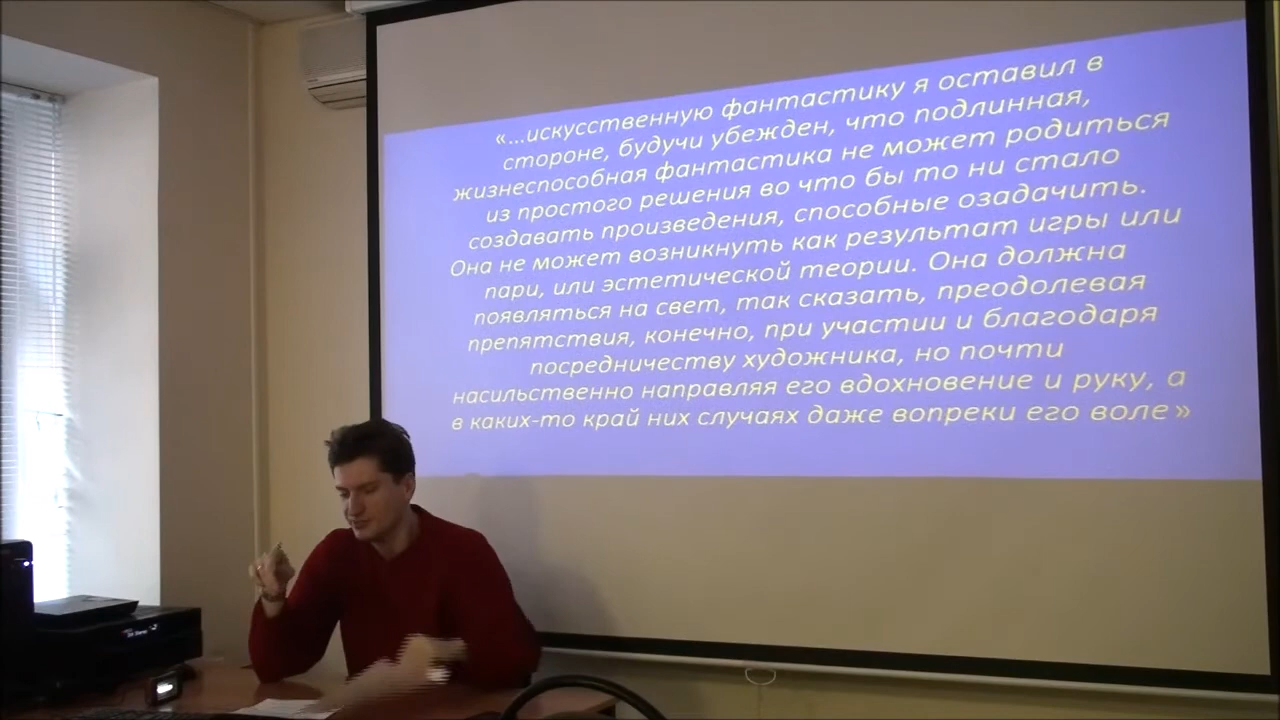 «…искусственную фантастику я оставил в
стороне, будучи убежден, что подлинная,
жизнеспособная фантастика не может родиться
из простого решения во что бы то ни стало
создавать произведения, способные озадачить.
Она не может возникнуть как результат игры или
пари, или эстетической теории. Она должна
появляться на свет, так сказать, преодолевая
препятствия, конечно, при участии и благодаря
посредничеству художника, но почти
насильственно направляя его вдохновение и руку, а
в каких-то край них случаях даже вопреки его воле»